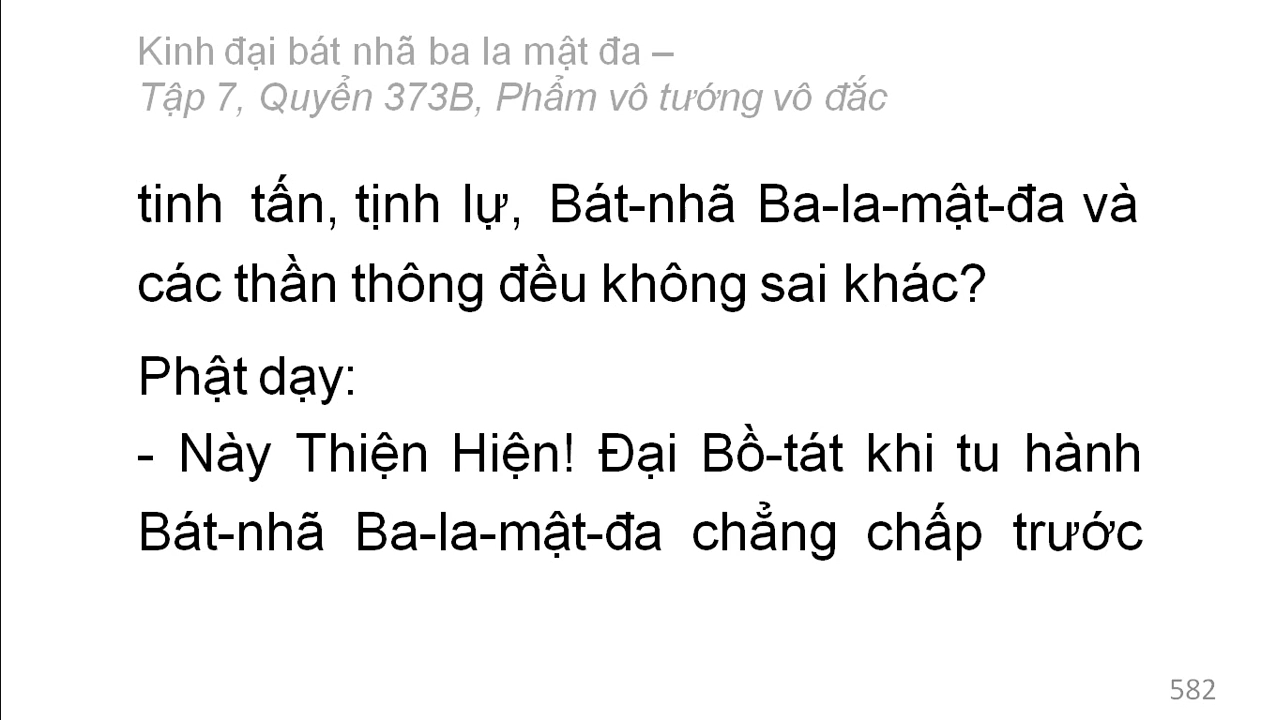 Kinh đại bát nhã ba la mật đa –
Tập 7, Quyển 373B, Phẩm vô tướng vô đắc
tinh tấn, tịnh lự, Bát-nhã Ba-la-mật-đa và
các thần thông đều không sai khác?
Phật dạy:
- Này Thiện Hiện! Đại Bồ-tát khi tu hành
Bát-nhã Ba-la-mật-đa chẳng chấp trước
582